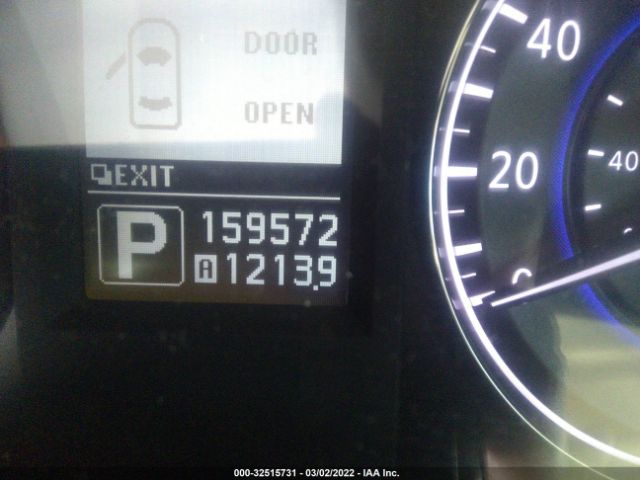 DOOR
OPEN
EXIT
P
159572
A 1213.9
40
20
0
40
000-32515731 - 03/02/2022 - IAA Inc.